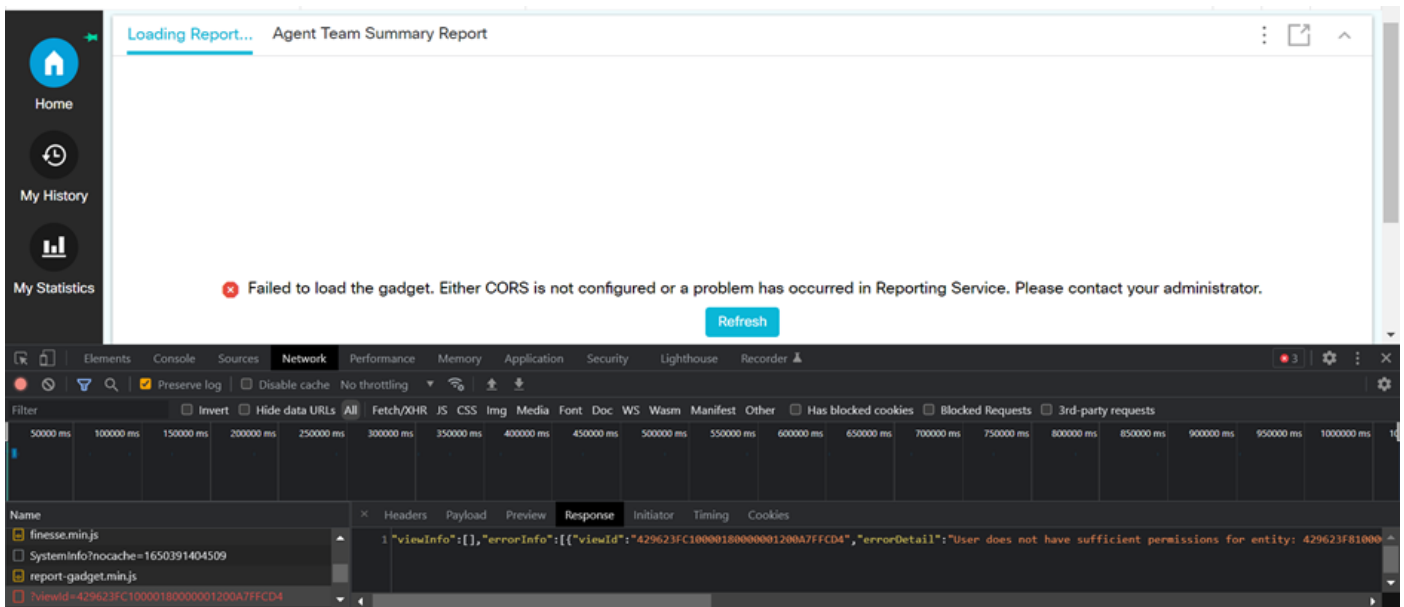 Loading Report... Agent Team Summary Report
Home
My History
My Statistics
Failed to load the gadget. Either CORS is not configured or a problem has occurred in Reporting Service. Please contact your administrator.
Refresh
Elements Console Sources Network Performance Memory Application Security Lighthouse Recorder 3
Preserve log Disable cache No throttling
Filter Invert Hide data URLs All Fetch/XHR JS CSS Img Media Font Doc WS Wasm Manifest Other Has blocked cookies Blocked Requests 3rd-party requests
50000 ms 100000 ms 150000 ms 200000 ms 250000 ms 300000 ms 350000 ms 400000 ms 450000 ms 500000 ms 550000 ms 600000 ms 650000 ms 700000 ms 750000 ms 800000 ms 850000 ms 900000 ms 950000 ms 1000000 ms
Name × Headers Payload Preview Response Initiator Timing Cookies
finesse.min.js
1 "viewInfo":[],"errorInfo":[{"viewId":"429623FC10000180000001200A7FFCD4","errorDetail":"User does not have sufficient permissions for entity: 429623F81000
SystemInfo?nocache=1650391404509
report-gadget.min.js
?viewId=429623FC10000180000001200A7FFCD4